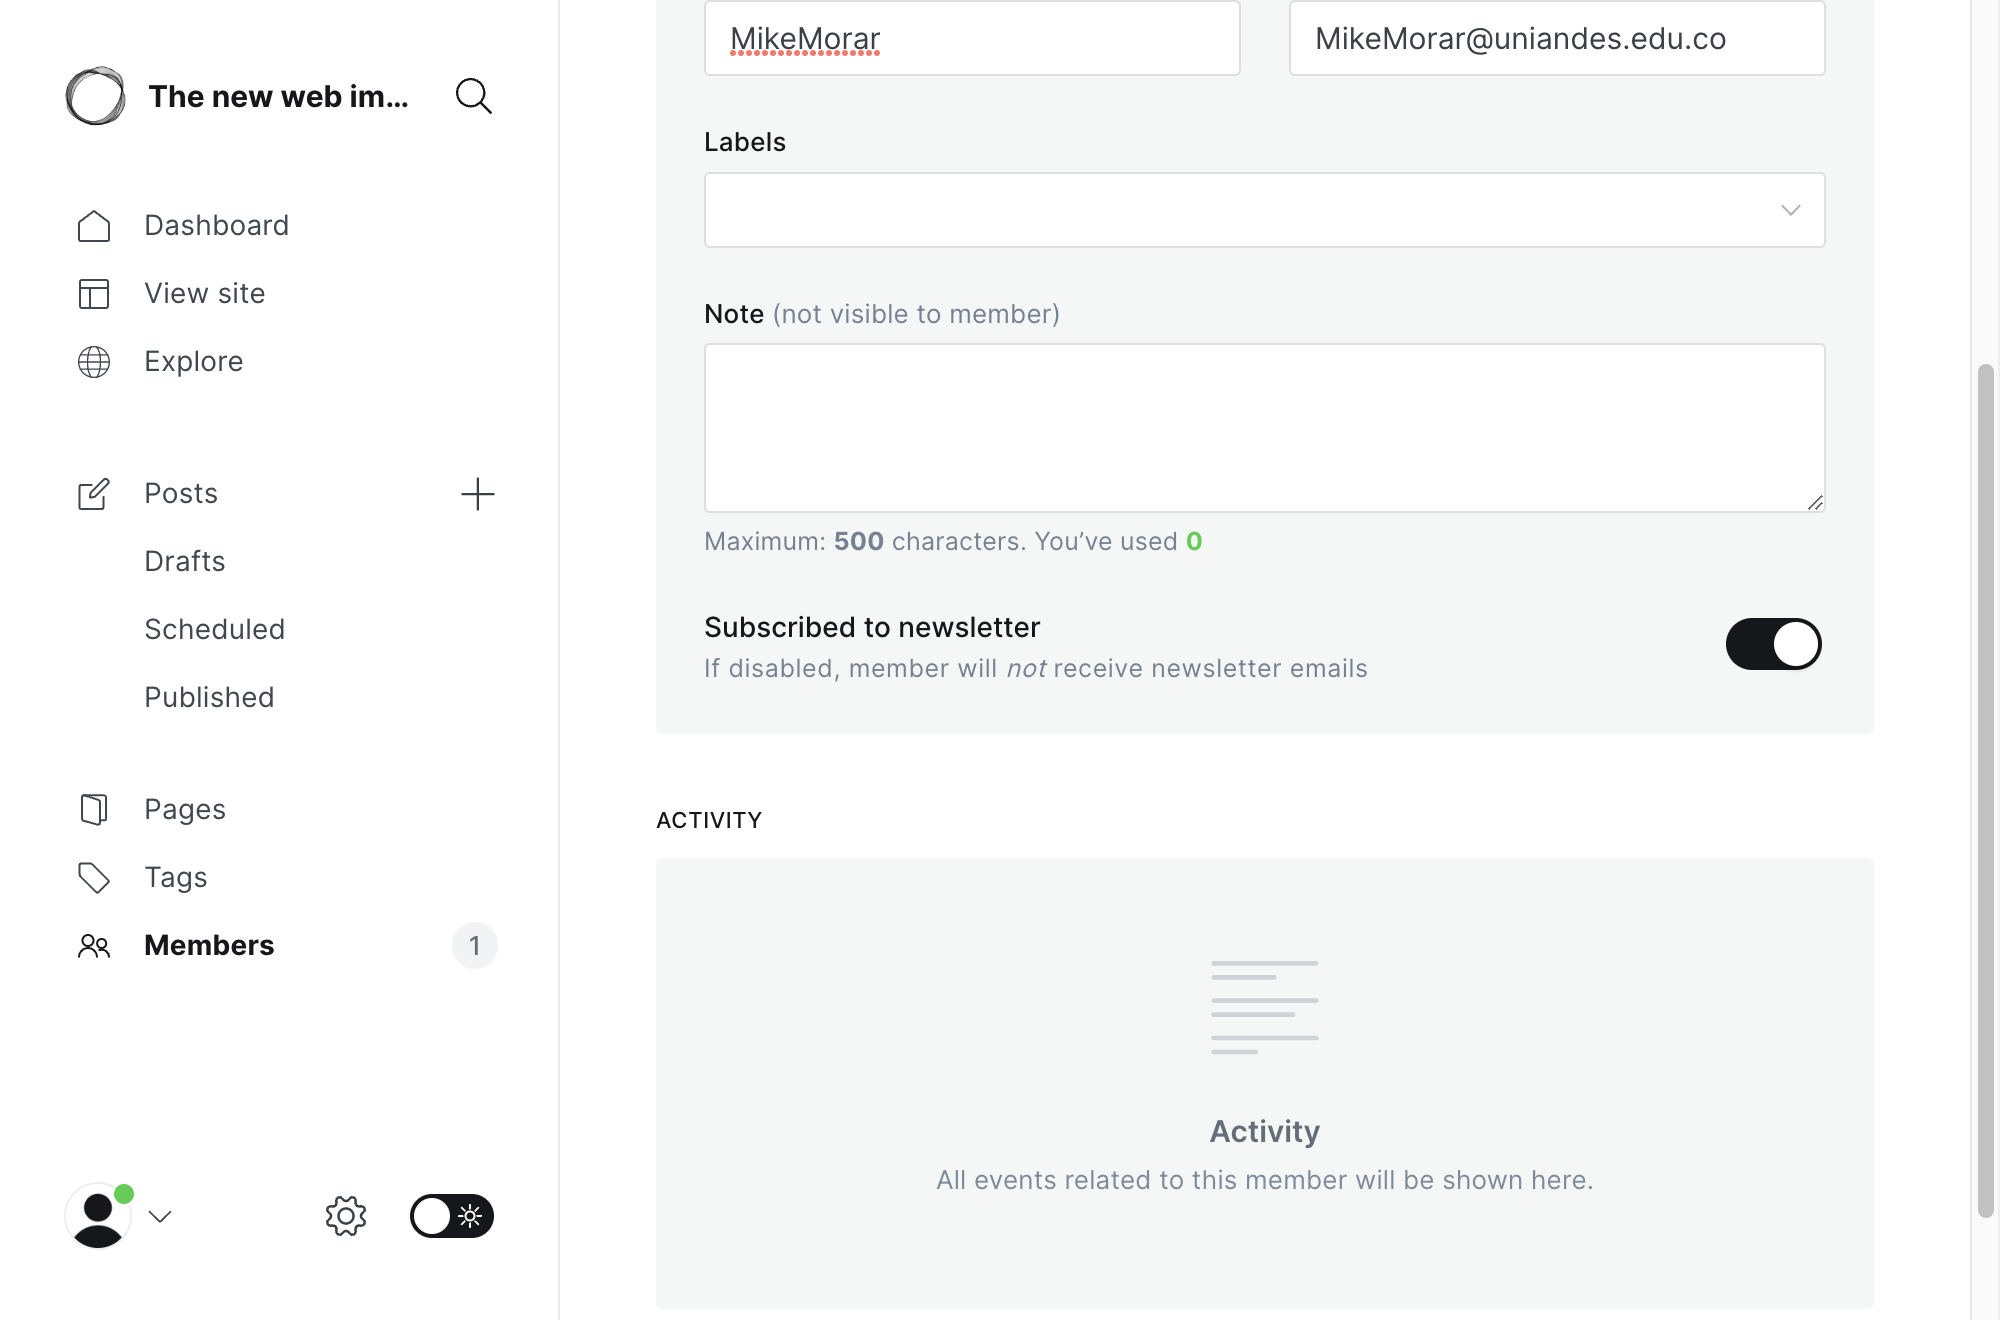 The new web im...
Dashboard
View site
Explore
Posts
Drafts
Scheduled
Published
Pages
Tags
Members
1
MikeMorar
MikeMorar@uniandes.edu.co
Labels
Note (not visible to member)
Maximum: 500 characters. You’ve used 0
Subscribed to newsletter
If disabled, member will not receive newsletter emails
ACTIVITY
Activity
All events related to this member will be shown here.